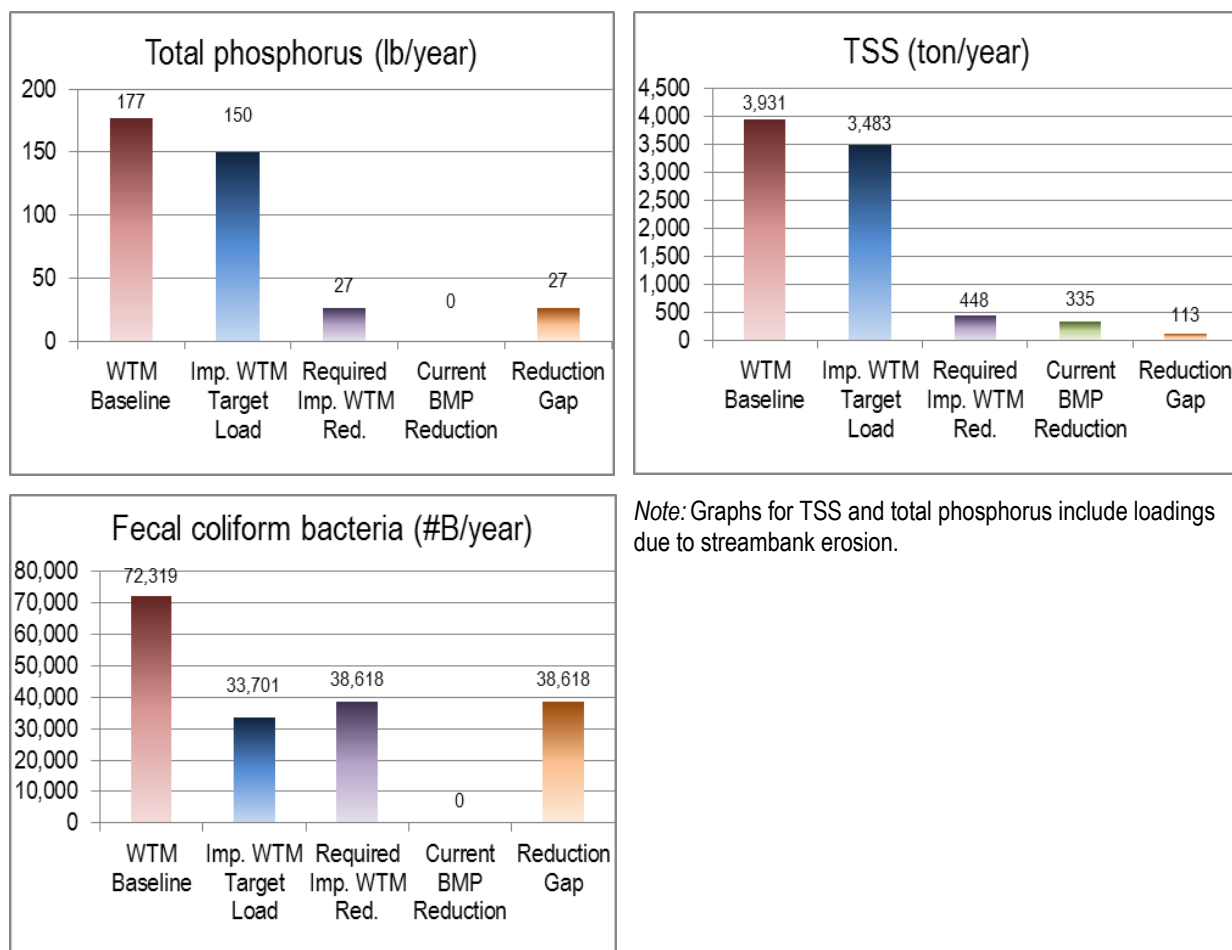 Total phosphorus (lb/year)
200
150
100
50
0
177
150
27
0
27
WTM Baseline
Imp. WTM Target Load
Required Imp. WTM Red.
Current BMP Reduction
Reduction Gap
TSS (ton/year)
4,500
4,000
3,500
3,000
2,500
2,000
1,500
1,000
500
0
3,931
3,483
448
335
113
WTM Baseline
Imp. WTM Target Load
Required Imp. WTM Red.
Current BMP Reduction
Reduction Gap
Fecal coliform bacteria (#B/year)
80,000
70,000
60,000
50,000
40,000
30,000
20,000
10,000
0
72,319
33,701
38,618
0
38,618
WTM Baseline
Imp. WTM Target Load
Required Imp. WTM Red.
Current BMP Reduction
Reduction Gap
Note: Graphs for TSS and total phosphorus include loadings
due to streambank erosion.